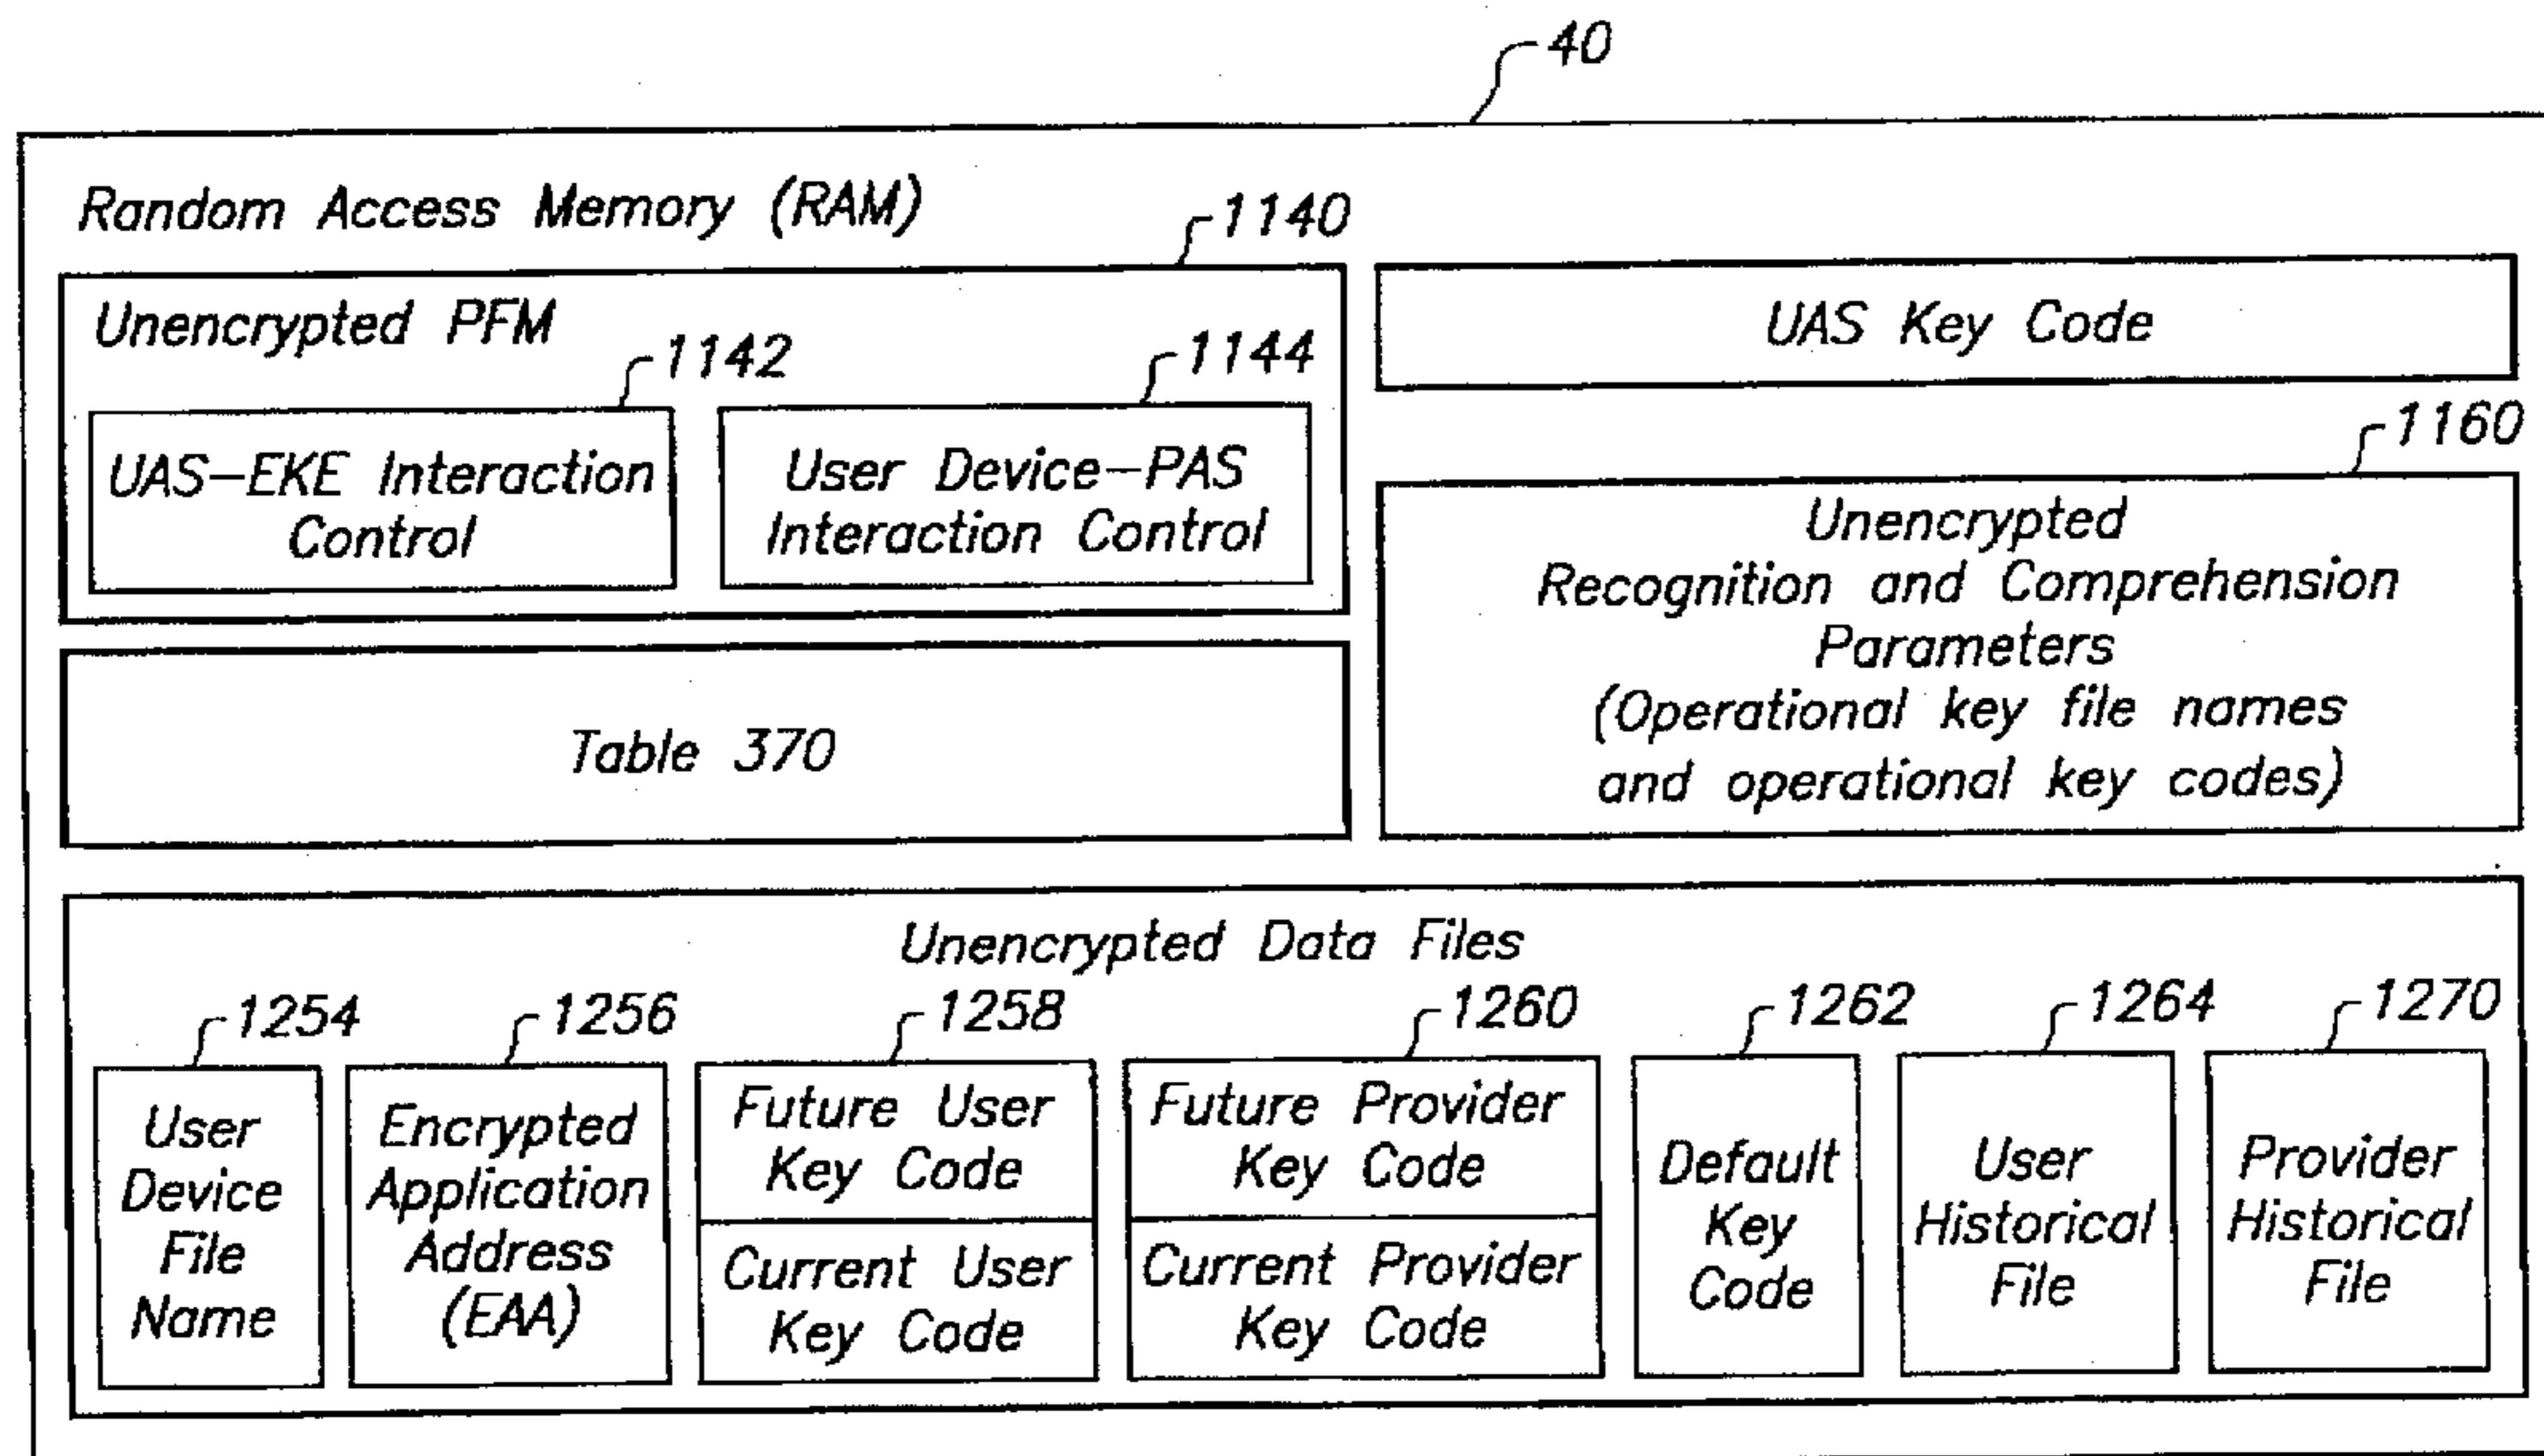 40
Random Access Memory (RAM)
1140
Unencrypted PFM
1142
1144
UAS–EKE Interaction
Control
User Device–PAS
Interaction Control
UAS Key Code
1160
Unencrypted
Recognition and Comprehension
Parameters
(Operational key file names
and operational key codes)
Table 370
Unencrypted Data Files
1254
1256
1258
1260
1262
1264
1270
User
Device
File
Name
Encrypted
Application
Address
(EAA)
Future User
Key Code
Current User
Key Code
Future Provider
Key Code
Current Provider
Key Code
Default
Key
Code
User
Historical
File
Provider
Historical
File